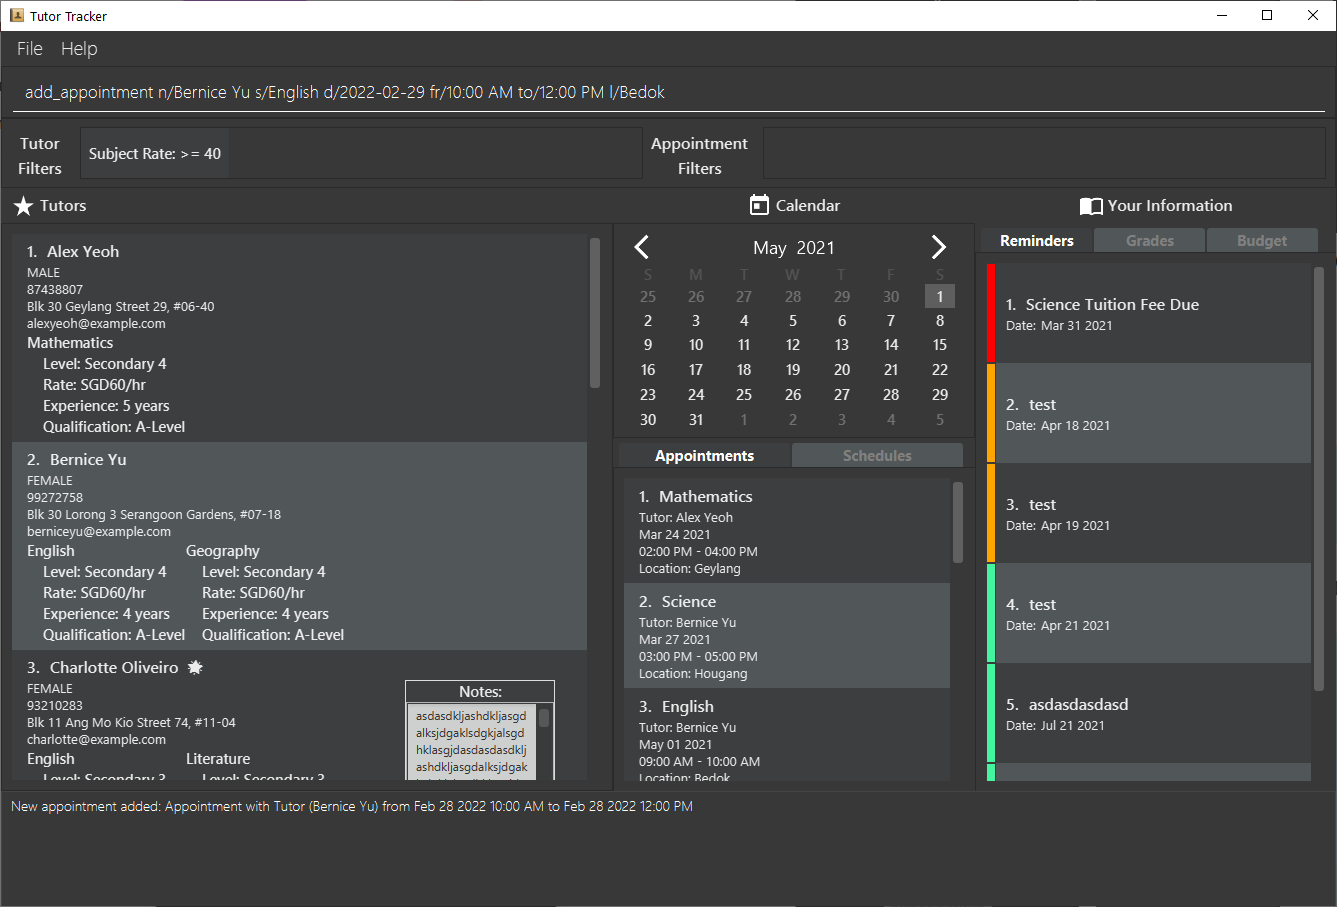 Tutor Tracker
File Help
add_appointment n/Bernice Yu s/English d/2022-02-29 fr/10:00 AM to/12:00 PM l/Bedok
Tutor
Filters
Subject Rate: >= 40
Appointment
Filters
Tutors
1. Alex Yeoh
MALE
87438807
Blk 30 Geylang Street 29, #06-40
alexyeoh@example.com
Mathematics
Level: Secondary 4
Rate: SGD60/hr
Experience: 5 years
Qualification: A-Level
2. Bernice Yu
FEMALE
99272758
Blk 30 Lorong 3 Serangoon Gardens, #07-18
berniceyu@example.com
English Geography
Level: Secondary 4 Level: Secondary 4
Rate: SGD60/hr Rate: SGD60/hr
Experience: 4 years Experience: 4 years
Qualification: A-Level Qualification: A-Level
3. Charlotte Oliveiro
FEMALE
93210283
Blk 11 Ang Mo Kio Street 74, #11-04
charlotte@example.com
English Literature
Level: Secondary 3 Level: Secondary 3
Notes:
asdasdkljashdkljasgd
alksjdgaklsdgkjalsgd
hklasgjdasdasdasdklj
ashdkljasgdalksjdgak
Calendar
May 2021
S M T W T F S
25 26 27 28 29 30 1
2 3 4 5 6 7 8
9 10 11 12 13 14 15
16 17 18 19 20 21 22
23 24 25 26 27 28 29
30 31 1 2 3 4 5
Appointments Schedules
1. Mathematics
Tutor: Alex Yeoh
Mar 24 2021
02:00 PM - 04:00 PM
Location: Geylang
2. Science
Tutor: Bernice Yu
Mar 27 2021
03:00 PM - 05:00 PM
Location: Hougang
3. English
Tutor: Bernice Yu
May 01 2021
09:00 AM - 10:00 AM
Location: Bedok
Your Information
Reminders Grades Budget
1. Science Tuition Fee Due
Date: Mar 31 2021
2. test
Date: Apr 18 2021
3. test
Date: Apr 19 2021
4. test
Date: Apr 21 2021
5. asdasdasdasd
Date: Jul 21 2021
New appointment added: Appointment with Tutor (Bernice Yu) from Feb 28 2022 10:00 AM to Feb 28 2022 12:00 PM